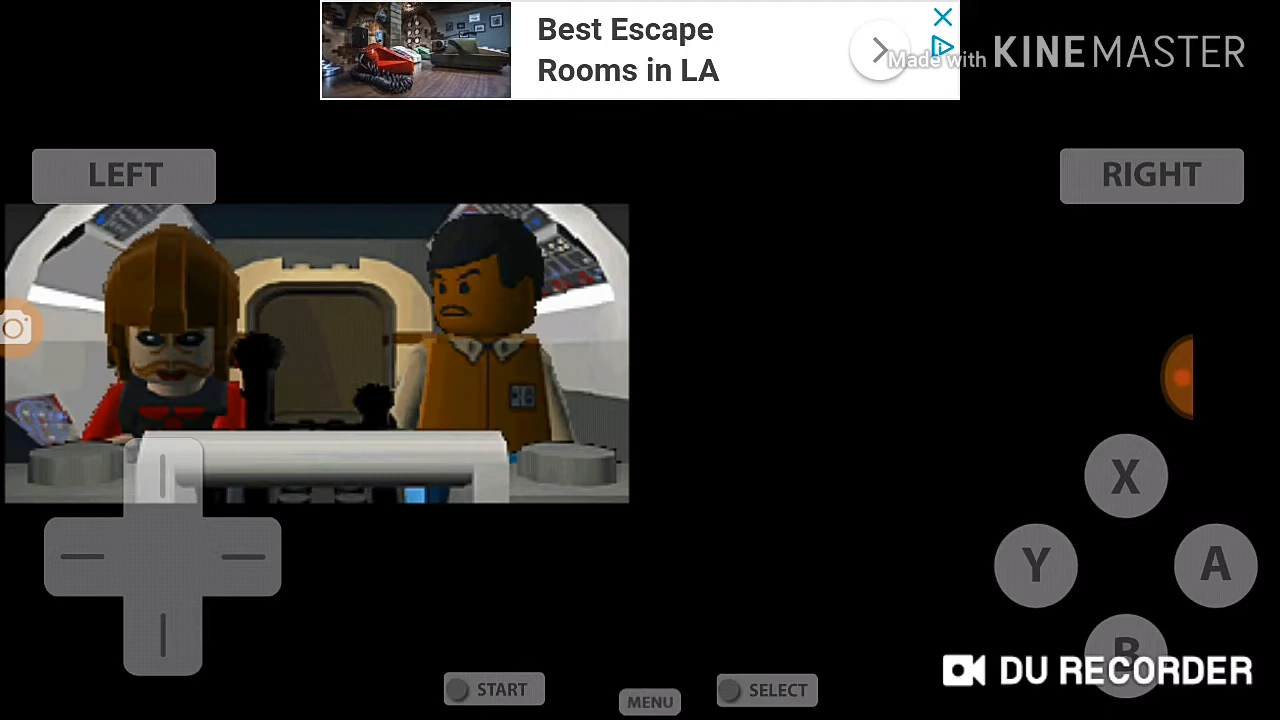 Best Escape
Rooms in LA
Made with KINEMASTER
LEFT
RIGHT
X
Y
A
B
DU RECORDER
START
SELECT
MENU